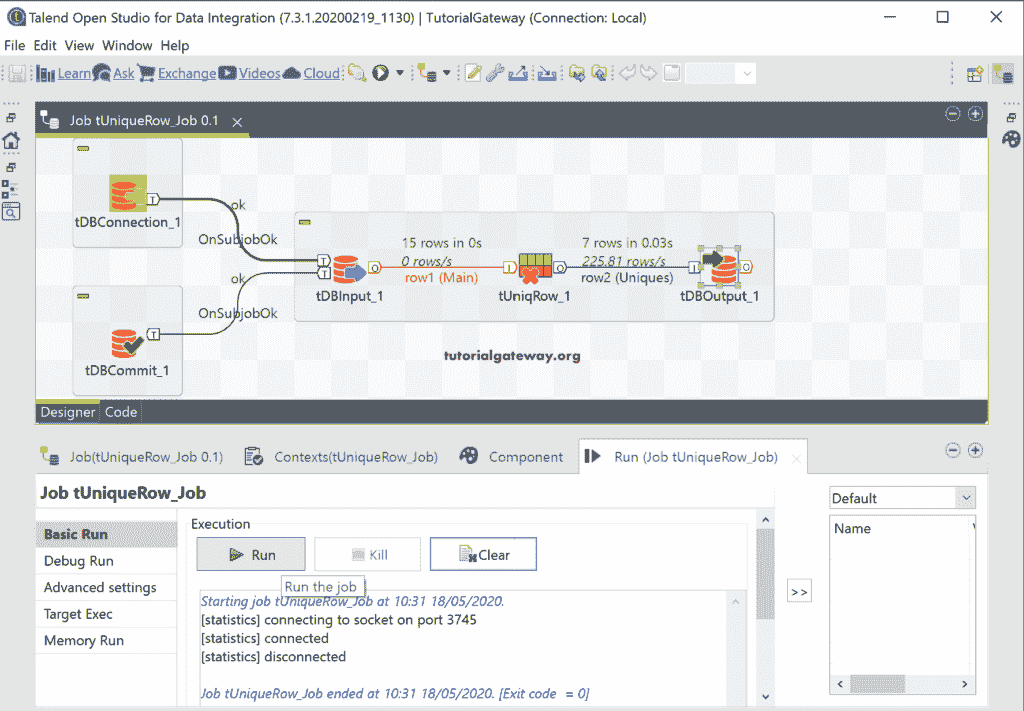 Talend Open Studio for Data Integration (7.3.1.20200219_1130) | TutorialGateway (Connection: Local)
File Edit View Window Help
Learn Ask Exchange Videos Cloud
Job tUniqueRow_Job 0.1
tDBConnection_1
T
ok
OnSubjobOk
15 rows in 0s
0 rows/s
row1 (Main)
7 rows in 0.03s
225.81 rows/s
row2 (Uniques)
T
T
O
I
O
I
O
tDBInput_1
tUniqRow_1
tDBOutput_1
ok
OnSubjobOk
T
tDBCommit_1
tutorialgateway.org
Designer Code
Job(tUniqueRow_Job 0.1) Contexts(tUniqueRow_Job) Component Run (Job tUniqueRow_Job)
Job tUniqueRow_Job
Basic Run
Debug Run
Advanced settings
Target Exec
Memory Run
Execution
Run Kill Clear
Run the job
Starting job tUniqueRow_Job at 10:31 18/05/2020.
[statistics] connecting to socket on port 3745
[statistics] connected
[statistics] disconnected
Job tUniqueRow_Job ended at 10:31 18/05/2020. [Exit code = 0]
>>
Default
Name